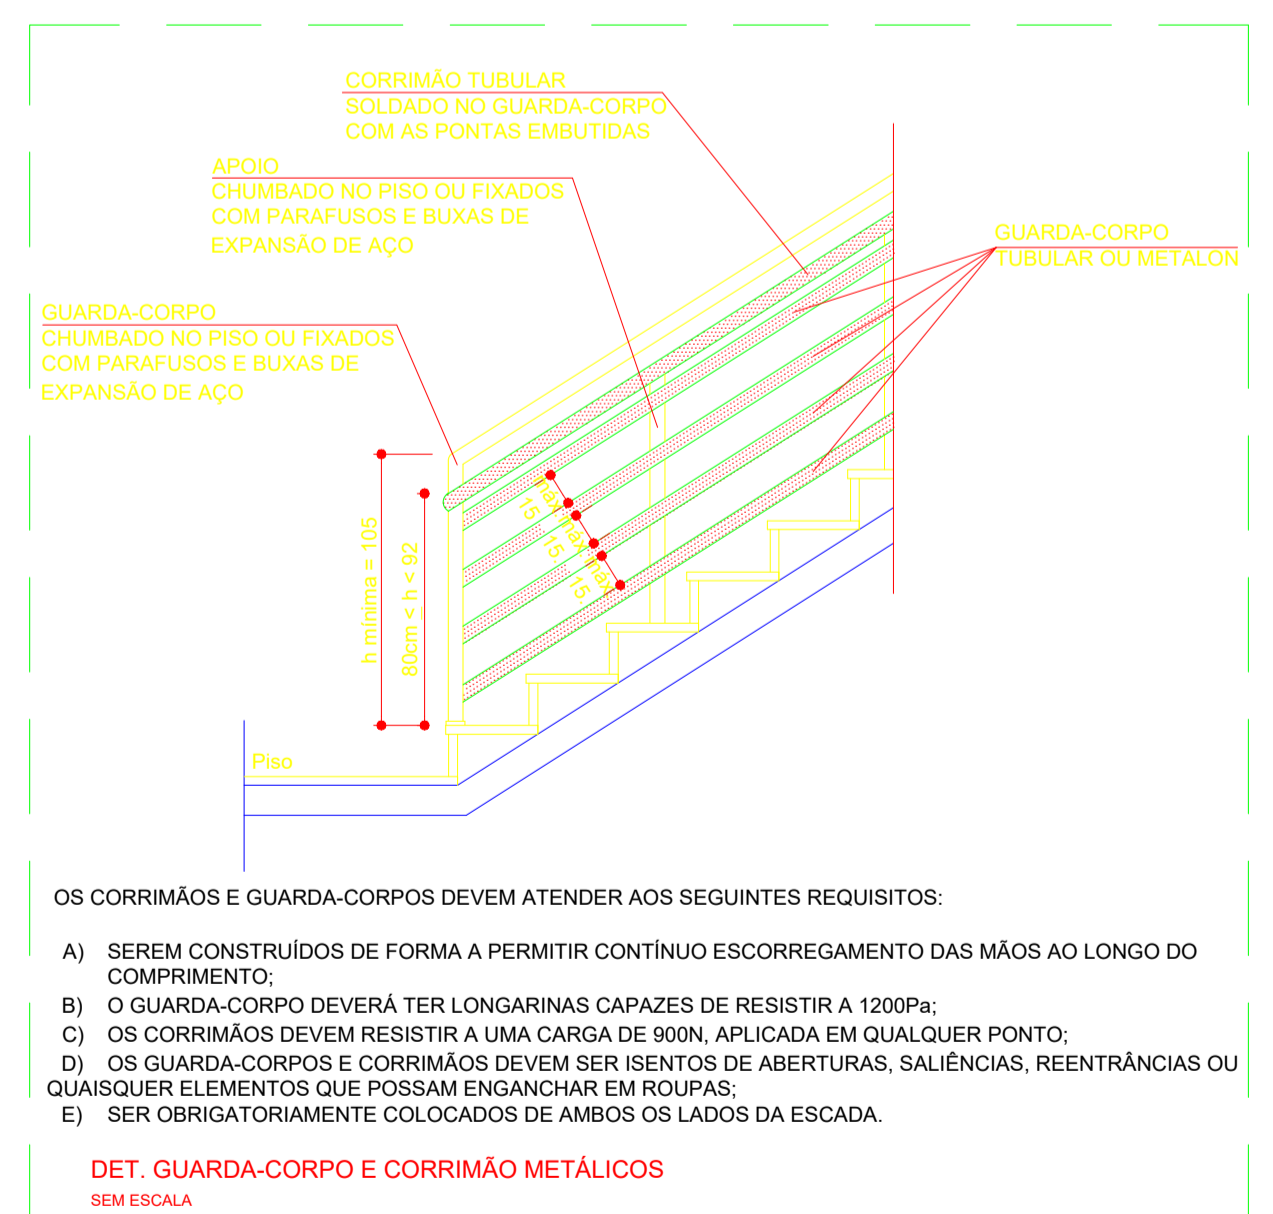 CORRIMÃO TUBULAR
SOLDADO NO GUARDA-CORPO
COM AS PONTAS EMBUTIDAS
APOIO
CHUMBADO NO PISO OU FIXADOS
COM PARAFUSOS E BUXAS DE
EXPANSÃO DE AÇO
GUARDA-CORPO
TUBULAR OU METALON
GUARDA-CORPO
CHUMBADO NO PISO OU FIXADOS
COM PARAFUSOS E BUXAS DE
EXPANSÃO DE AÇO
h mínima = 105
80cm < h < 92
máx.
15
máx.
15
máx.
15
Piso
OS CORRIMÃOS E GUARDA-CORPOS DEVEM ATENDER AOS SEGUINTES REQUISITOS:
A) SEREM CONSTRUÍDOS DE FORMA A PERMITIR CONTÍNUO ESCORREGAMENTO DAS MÃOS AO LONGO DO
COMPRIMENTO;
B) O GUARDA-CORPO DEVERÁ TER LONGARINAS CAPAZES DE RESISTIR A 1200Pa;
C) OS CORRIMÃOS DEVEM RESISTIR A UMA CARGA DE 900N, APLICADA EM QUALQUER PONTO;
D) OS GUARDA-CORPOS E CORRIMÃOS DEVEM SER ISENTOS DE ABERTURAS, SALIÊNCIAS, REENTRÂNCIAS OU
QUAISQUER ELEMENTOS QUE POSSAM ENGANCHAR EM ROUPAS;
E) SER OBRIGATORIAMENTE COLOCADOS DE AMBOS OS LADOS DA ESCADA.
DET. GUARDA-CORPO E CORRIMÃO METÁLICOS
SEM ESCALA